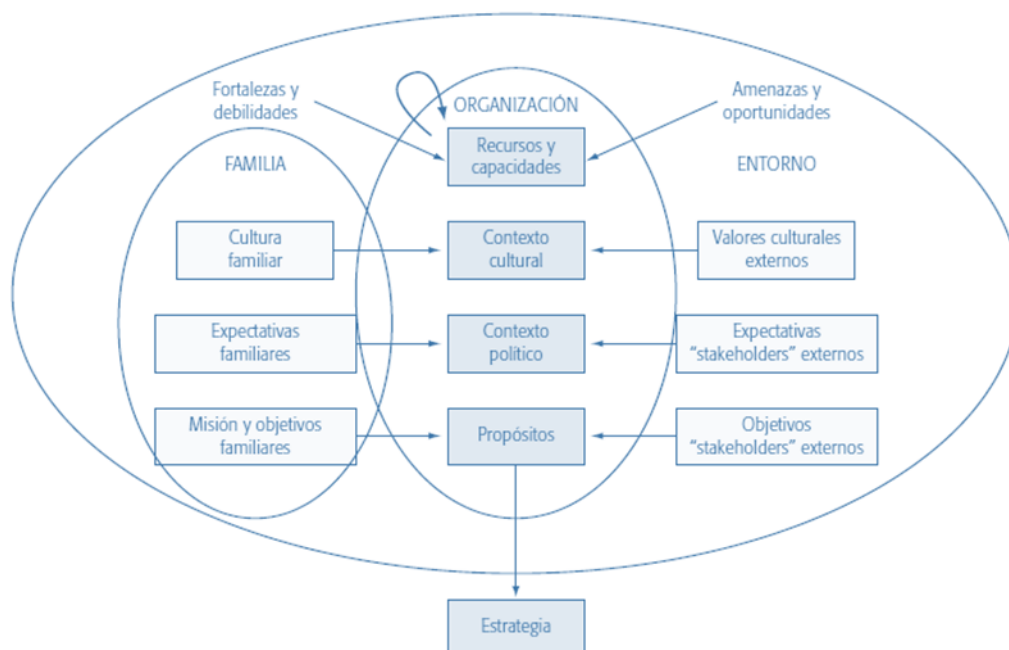 Fortalezas y
debilidades
ORGANIZACIÓN
Amenazas y
oportunidades
Recursos y
capacidades
FAMILIA
ENTORNO
Cultura
familiar
Contexto
cultural
Valores culturales
externos
Expectativas
familiares
Contexto
político
Expectativas
“stakeholders” externos
Misión y objetivos
familiares
Propósitos
Objetivos
“stakeholders” externos
Estrategia